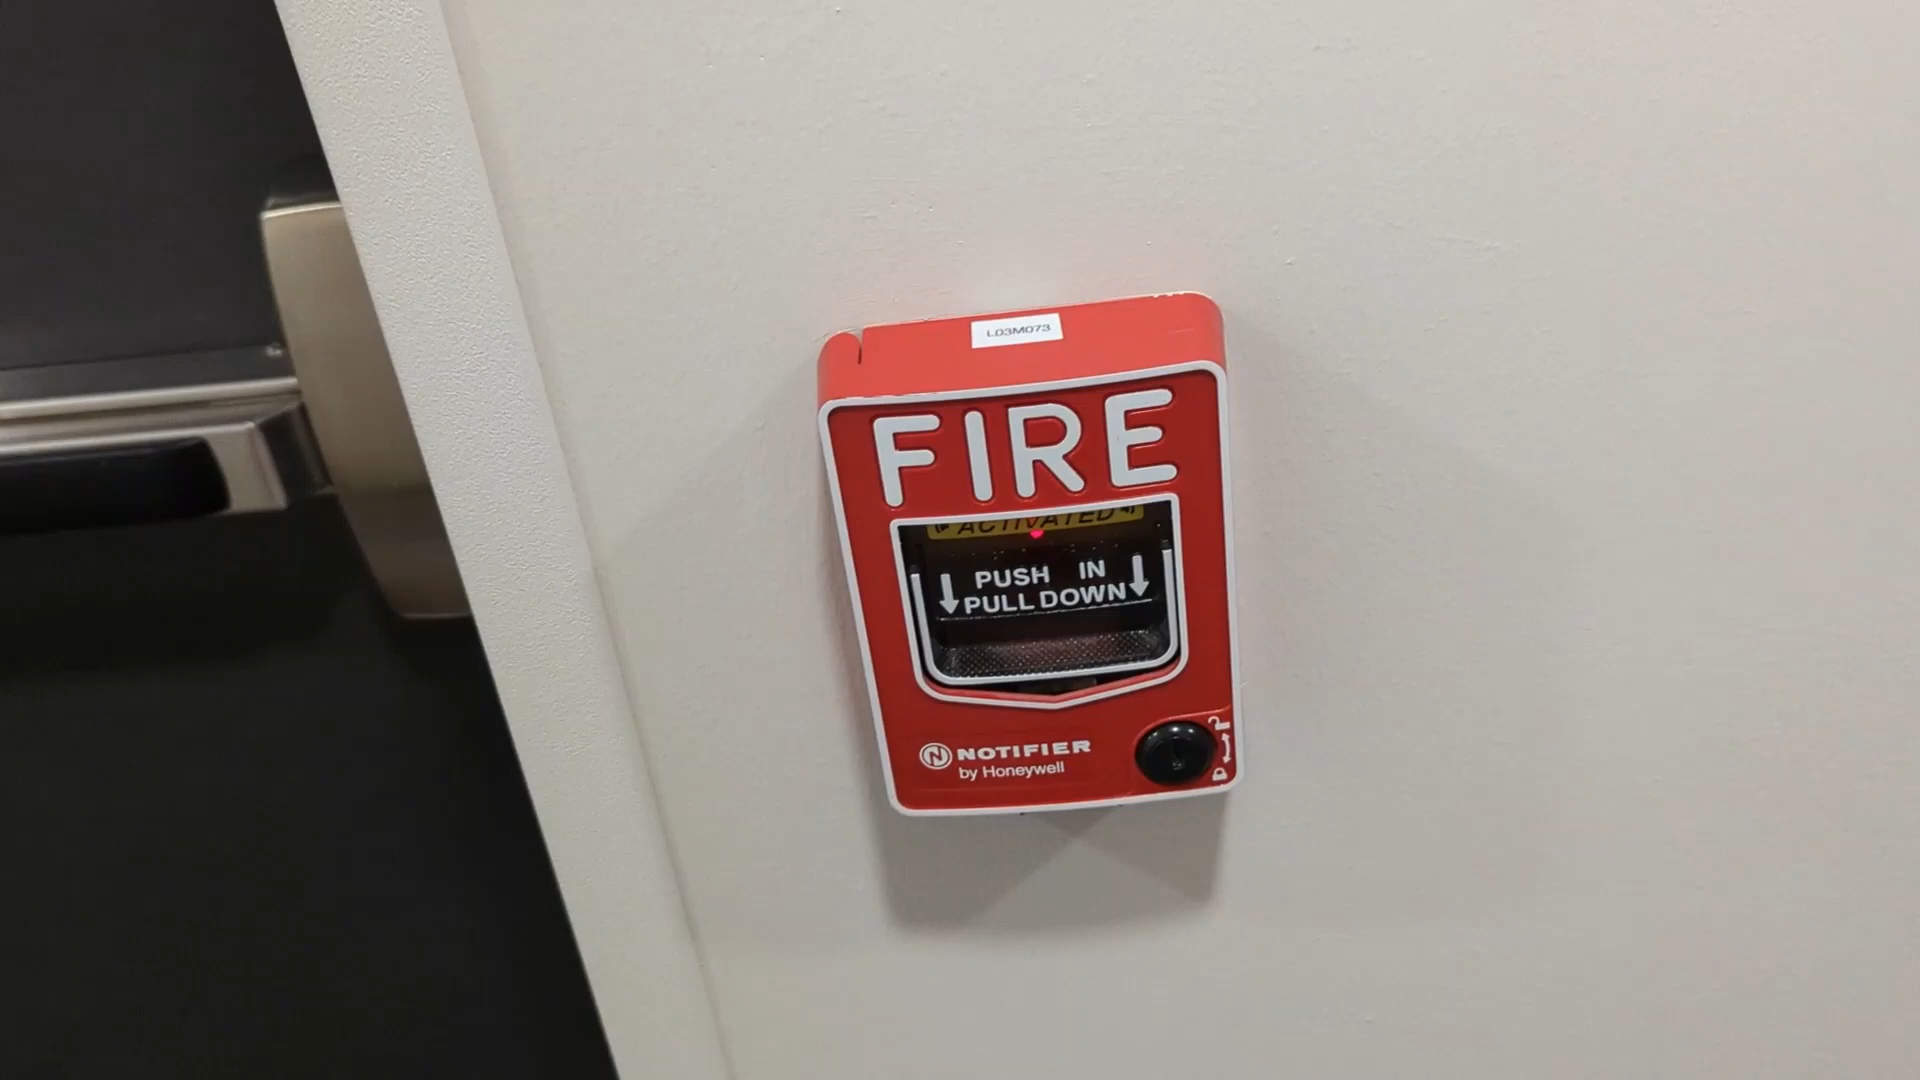 L03M073
FIRE
ACTIVATED
PUSH IN
PULL DOWN
N NOTIFIER
by Honeywell